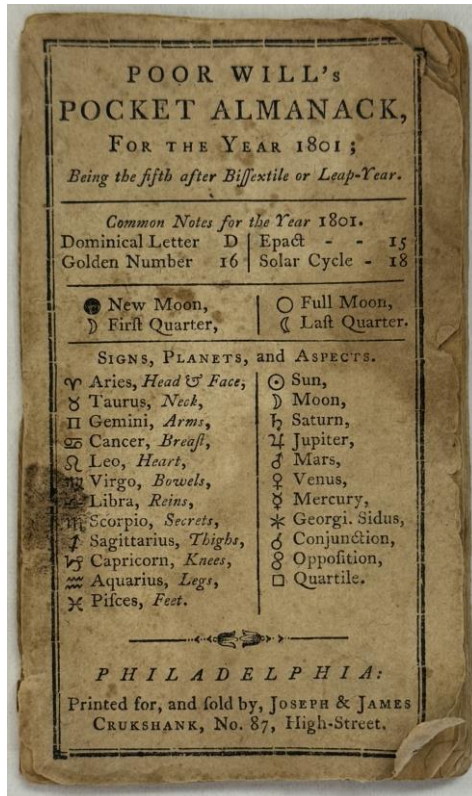 POOR WILL's
POCKET ALMANACK,
FOR THE YEAR 1801;
Being the fifth after Biſſextile or Leap-Year.
Common Notes for the Year 1801.
Dominical Letter D | Epact - - 15
Golden Number 16 | Solar Cycle - 18
● New Moon, ○ Full Moon,
☽ Firſt Quarter, ☾ Laſt Quarter.
SIGNS, PLANETS, and ASPECTS.
♈ Aries, Head & Face,
♉ Taurus, Neck,
♊ Gemini, Arms,
♋ Cancer, Breaſt,
♌ Leo, Heart,
♍ Virgo, Bowels,
♎ Libra, Reins,
♏ Scorpio, Secrets,
♐ Sagittarius, Thighs,
♑ Capricorn, Knees,
♒ Aquarius, Legs,
♓ Piſces, Feet.
☉ Sun,
☽ Moon,
♄ Saturn,
♃ Jupiter,
♂ Mars,
♀ Venus,
☿ Mercury,
✶ Georgi. Sidus,
☌ Conjunction,
☍ Oppoſition,
□ Quartile.
PHILADELPHIA:
Printed for, and ſold by, JOSEPH & JAMES
CRUKSHANK, No. 87, High-Street.